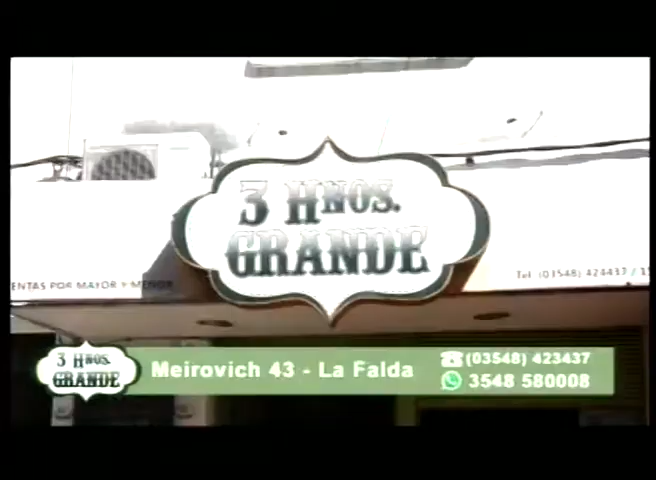 3 HNOS.
GRANDE
ENTAS POR MAYOR Y MENOR
Tel: (03548) 424437 / 15
3 HNOS.
GRANDE
Meirovich 43 - La Falda
(03548) 423437
3548 580008